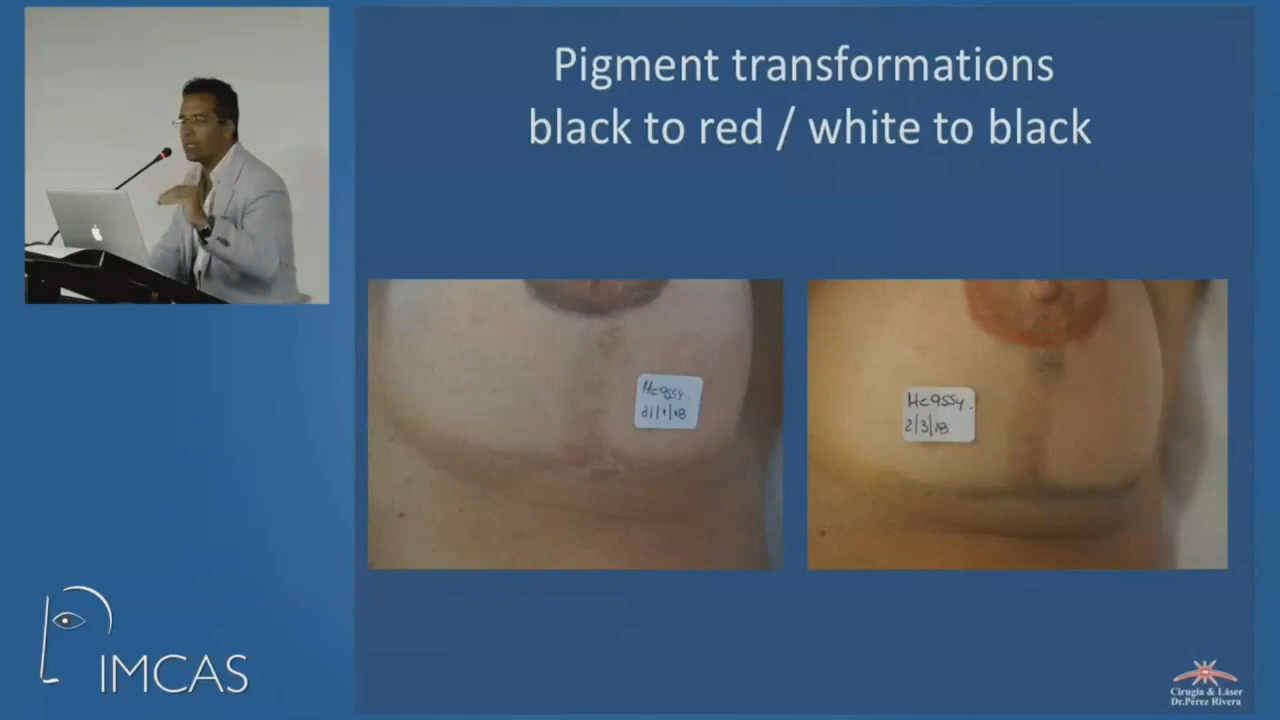 Pigment transformations
black to red / white to black
Hc9554.
Hc9554.
2/3/18
IMCAS
Cirugía & Láser
Dr.Pérez Rivera